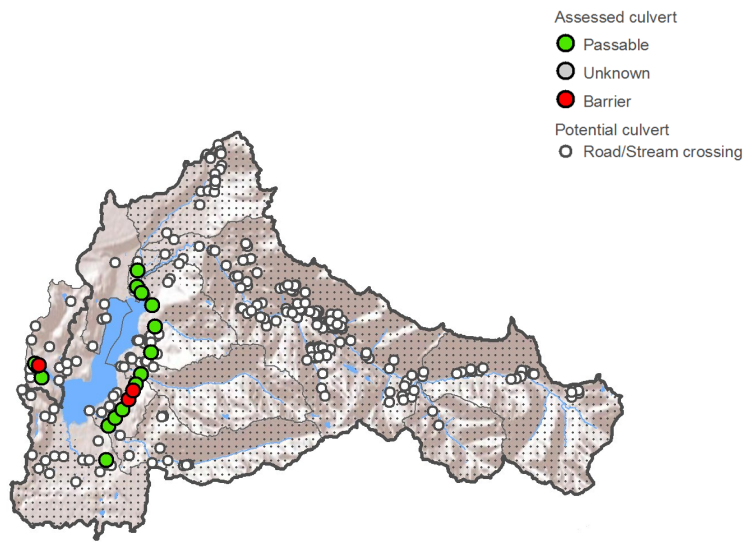 Assessed culvert
Passable
Unknown
Barrier
Potential culvert
Road/Stream crossing